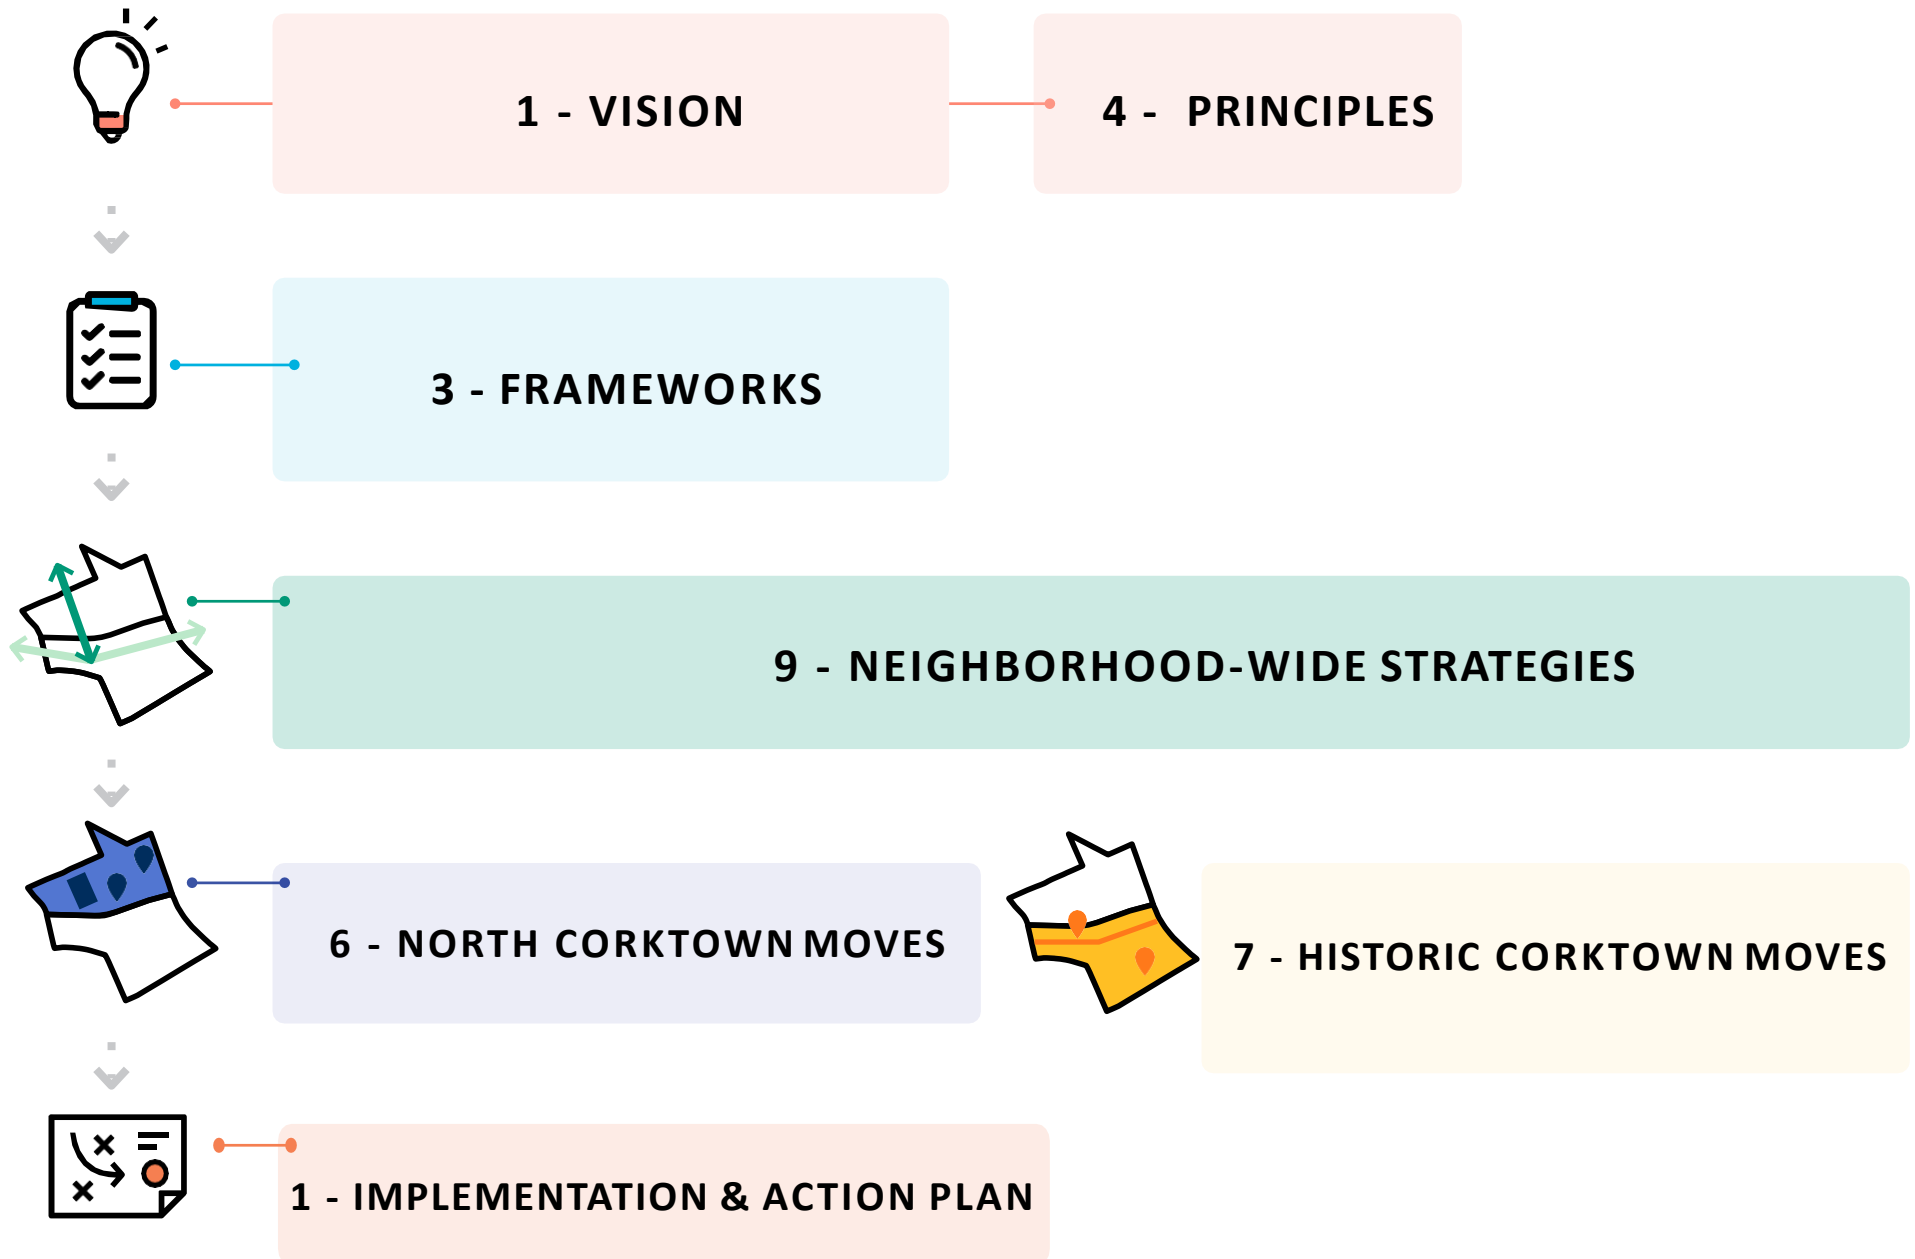 1 - VISION
4 - PRINCIPLES
3 - FRAMEWORKS
9 - NEIGHBORHOOD-WIDE STRATEGIES
6 - NORTH CORKTOWN MOVES
7 - HISTORIC CORKTOWN MOVES
1 - IMPLEMENTATION & ACTION PLAN